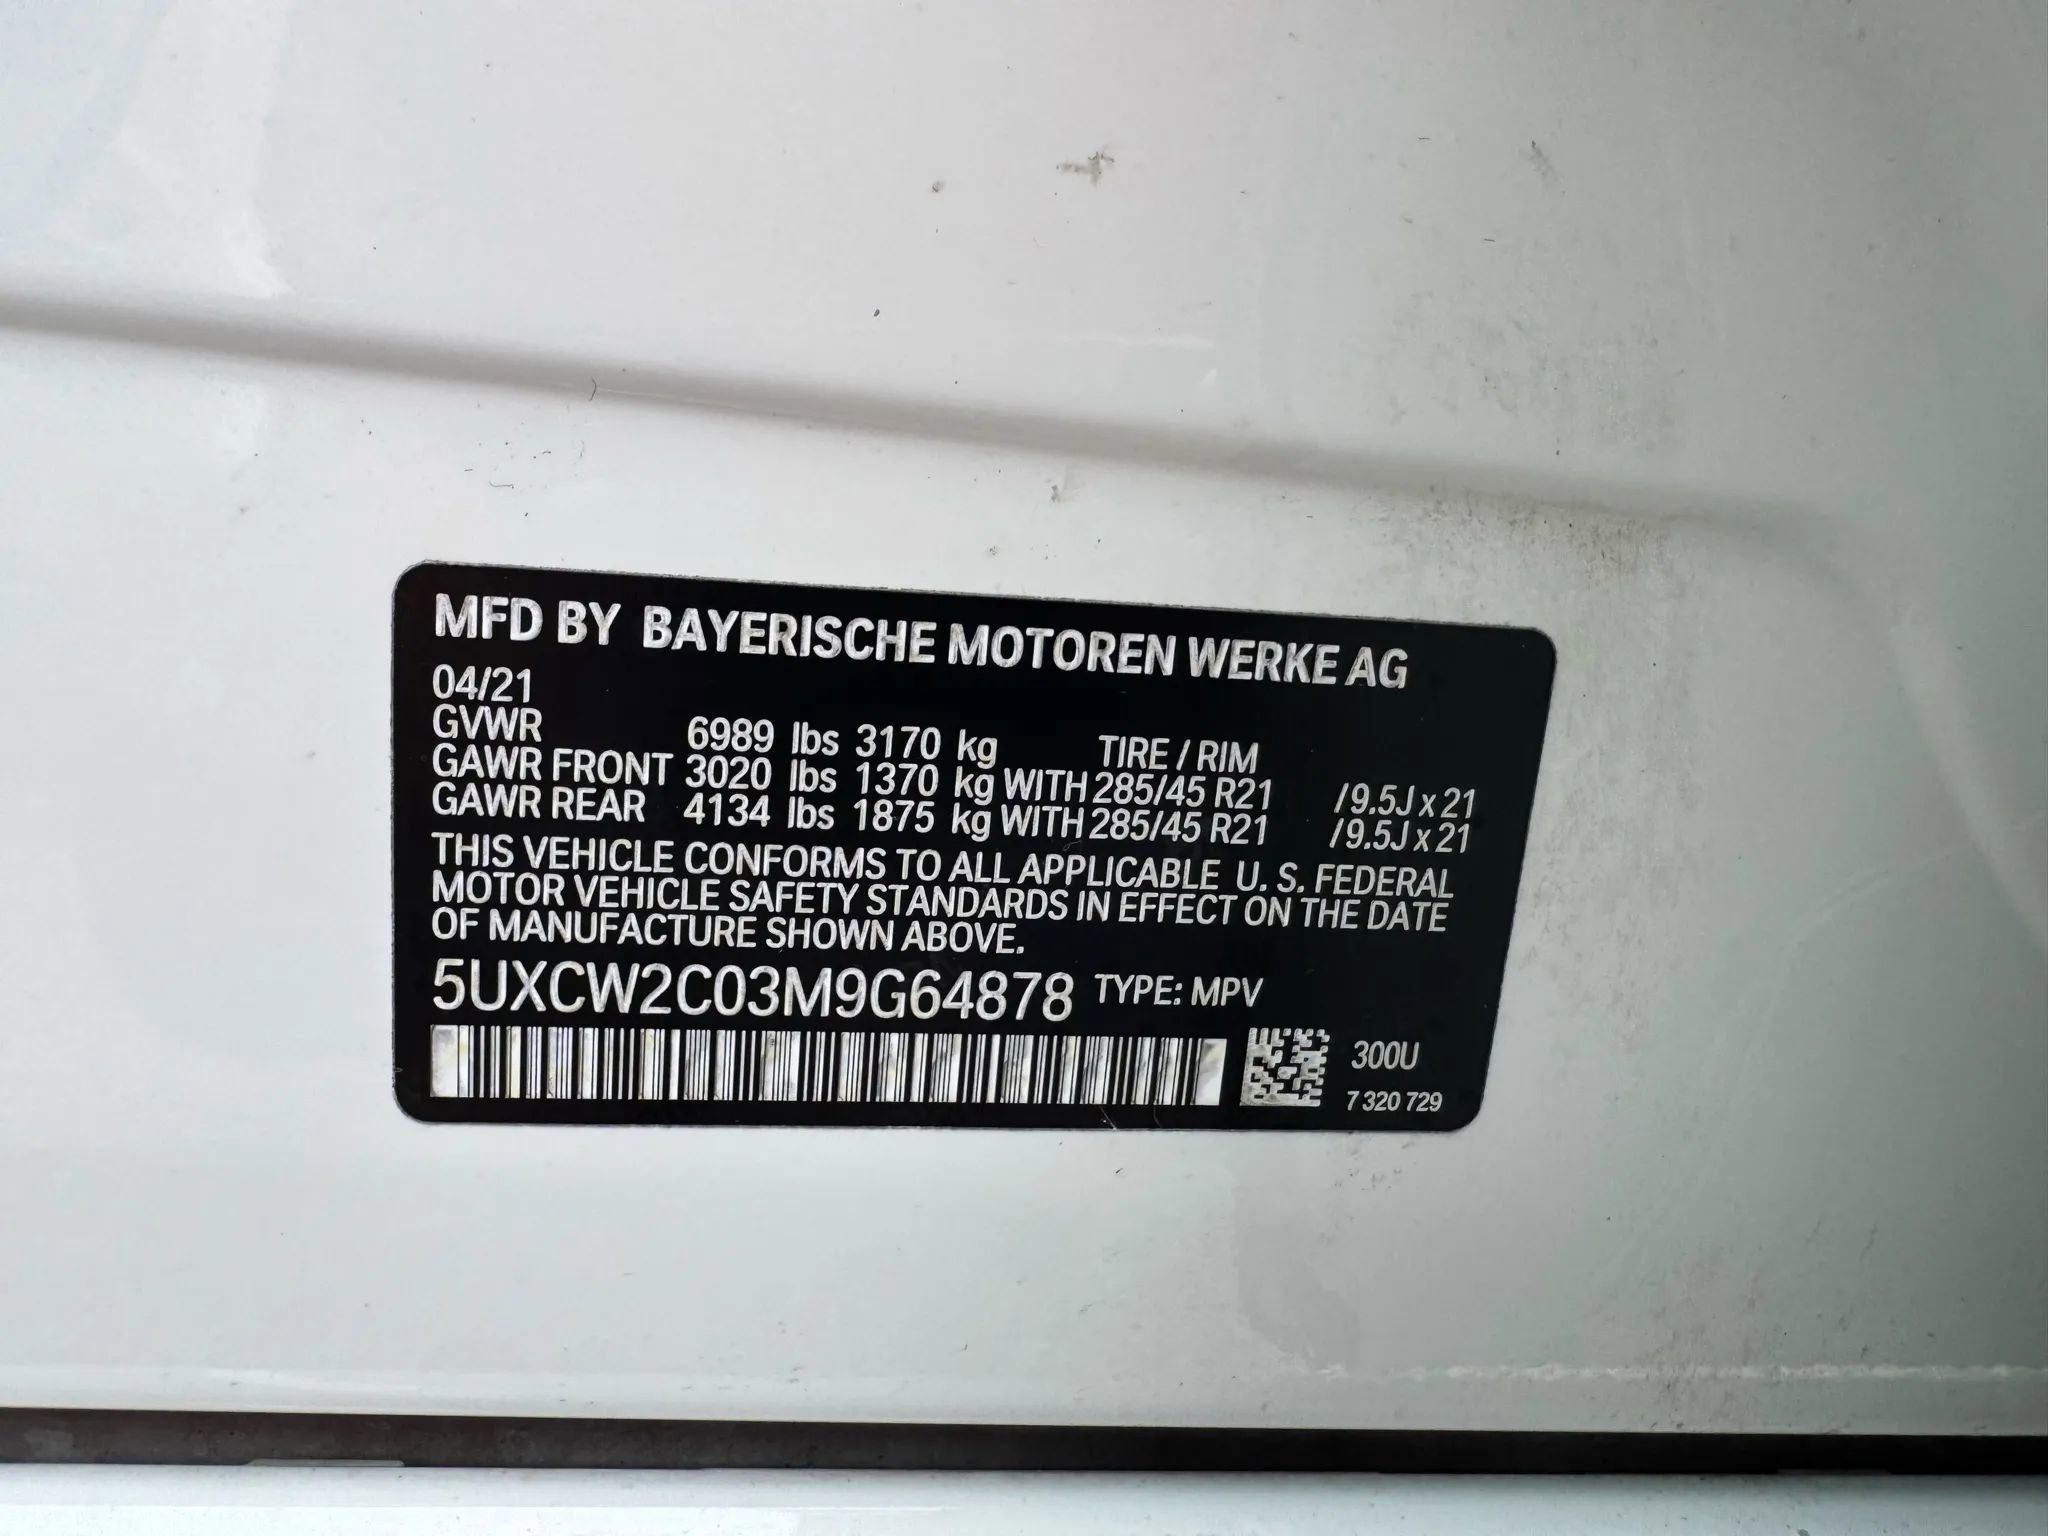 MFD BY BAYERISCHE MOTOREN WERKE AG
04/21
GVWR 6989 lbs 3170 kg TIRE / RIM
GAWR FRONT 3020 lbs 1370 kg WITH 285/45 R21 / 9.5J x 21
GAWR REAR 4134 lbs 1875 kg WITH 285/45 R21 / 9.5J x 21
THIS VEHICLE CONFORMS TO ALL APPLICABLE U. S. FEDERAL
MOTOR VEHICLE SAFETY STANDARDS IN EFFECT ON THE DATE
OF MANUFACTURE SHOWN ABOVE.
5UXCW2C03M9G64878 TYPE: MPV
300U
7 320 729